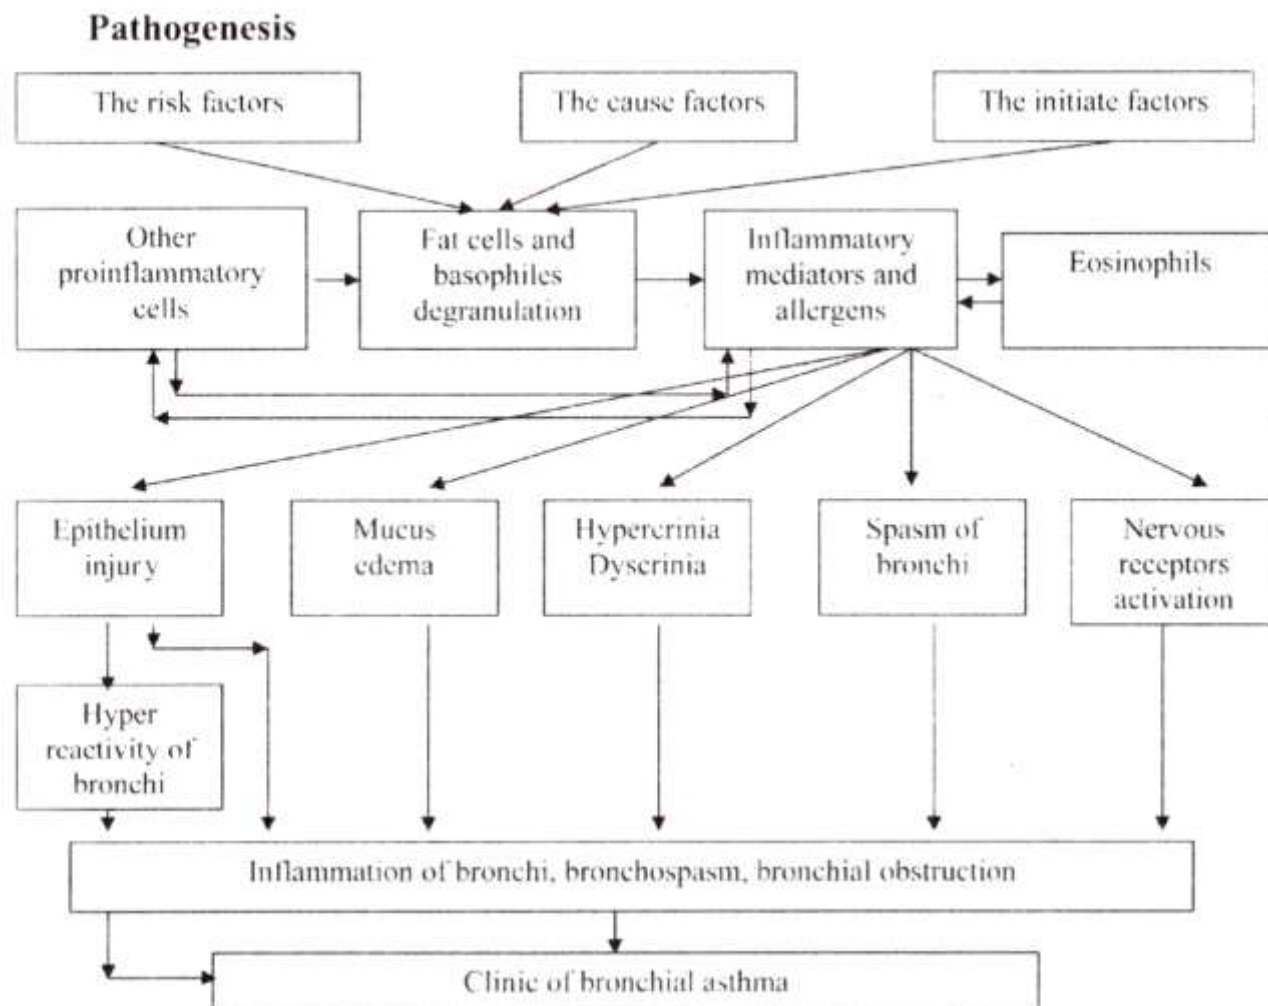 Pathogenesis
The risk factors
The cause factors
The initiate factors
Other
proinflammatory
cells
Fat cells and
basophiles
degranulation
Inflammatory
mediators and
allergens
Eosinophils
Epithelium
injury
Mucus
edema
Hypercrinia
Dyscrinia
Spasm of
bronchi
Nervous
receptors
activation
Hyper
reactivity of
bronchi
Inflammation of bronchi, bronchospasm, bronchial obstruction
Clinic of bronchial asthma